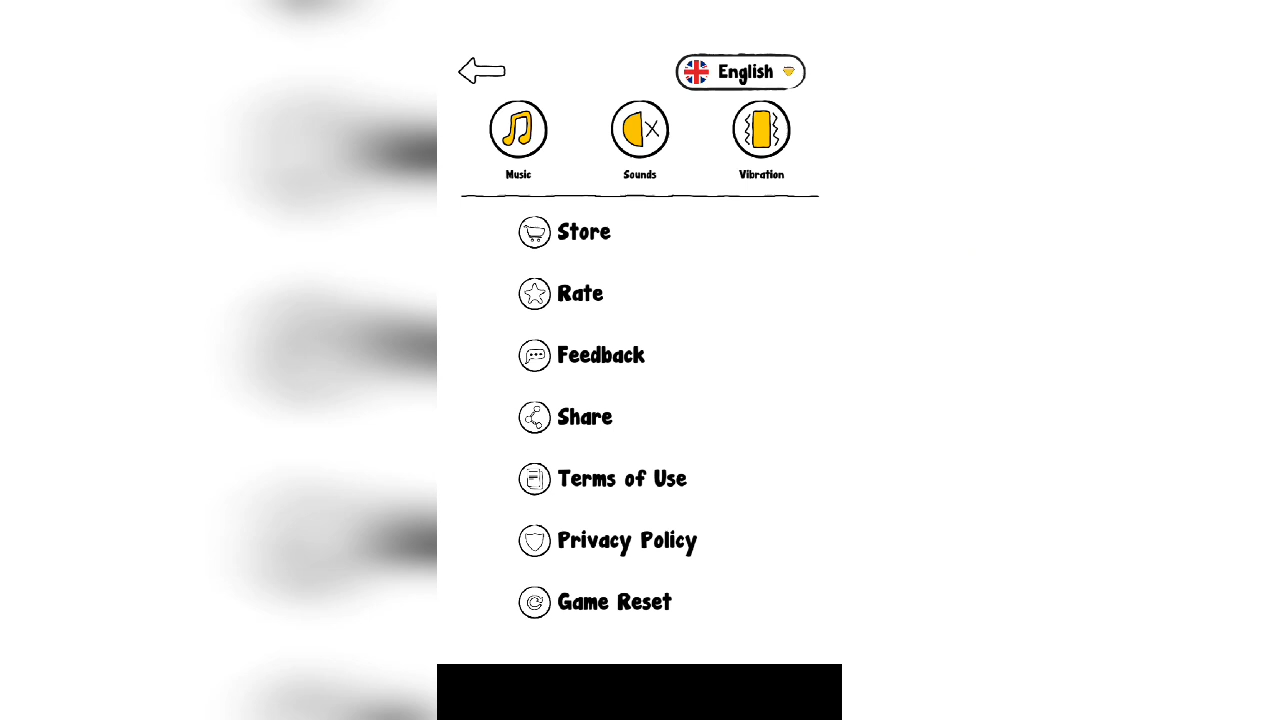 English
Music Sounds Vibration
Store
Rate
Feedback
Share
Terms of Use
Privacy Policy
Game Reset